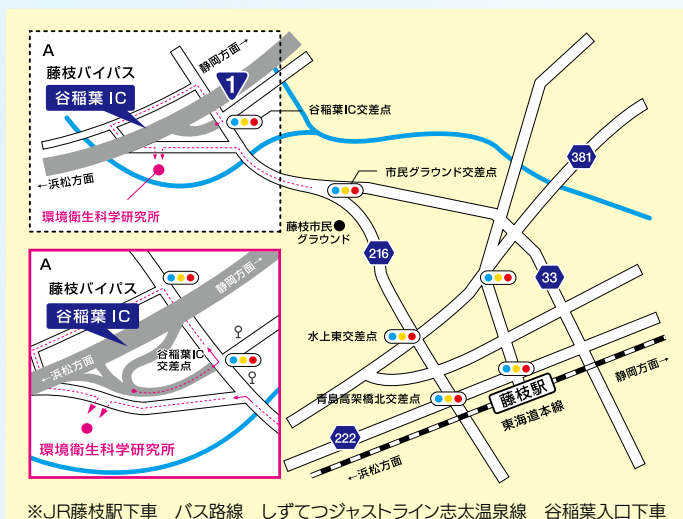 A
静岡方面→
藤枝バイパス
1
谷稲葉 IC
谷稲葉IC交差点
←浜松方面
環境衛生科学研究所
市民グラウンド交差点
381
藤枝市民
グラウンド
216
33
A
静岡方面→
藤枝バイパス
谷稲葉 IC
谷稲葉IC
交差点
←浜松方面
環境衛生科学研究所
水上東交差点
青島高架橋北交差点
藤枝駅
静岡方面→
東海道本線
222
←浜松方面
※JR藤枝駅下車 バス路線 しずてつジャストライン志太温泉線 谷稲葉入口下車